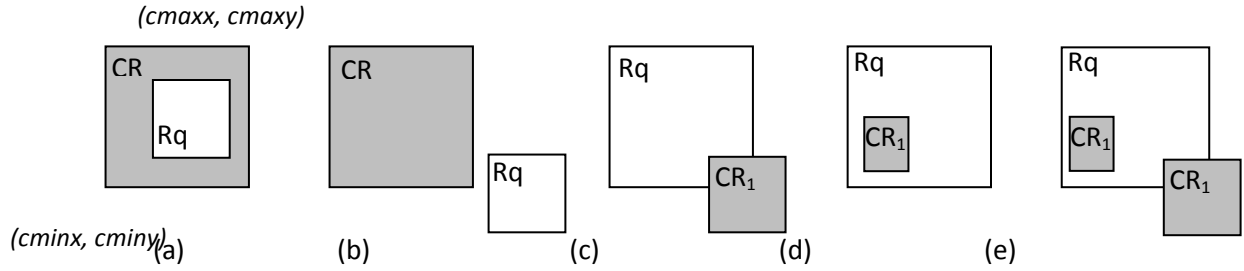 (cmaxx, cmaxy)
CR
Rq
CR
Rq
Rq
CR₁
Rq
CR₁
Rq
CR₁
CR₁
(cminx, cminy)
(a)
(b)
(c)
(d)
(e)